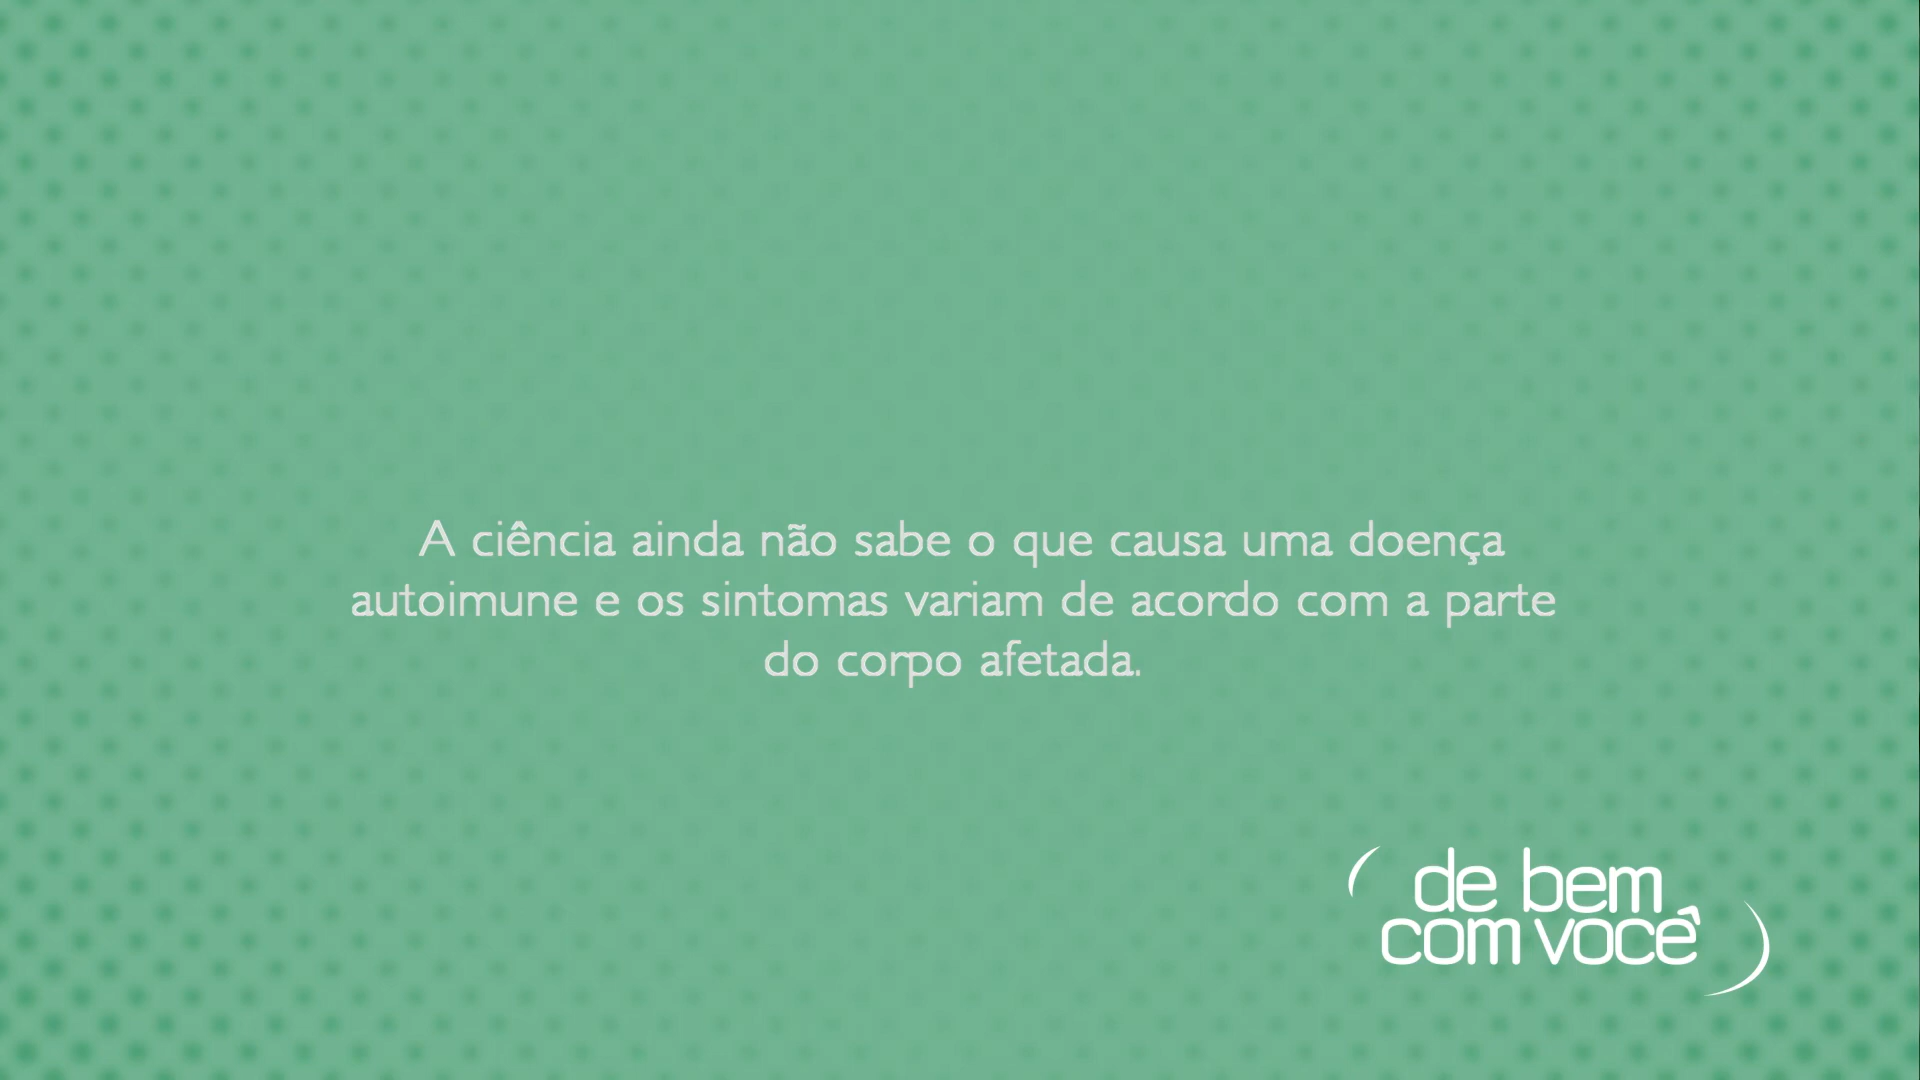 A ciência ainda não sabe o que causa uma doença
autoimune e os sintomas variam de acordo com a parte
do corpo afetada.
de bem
com você